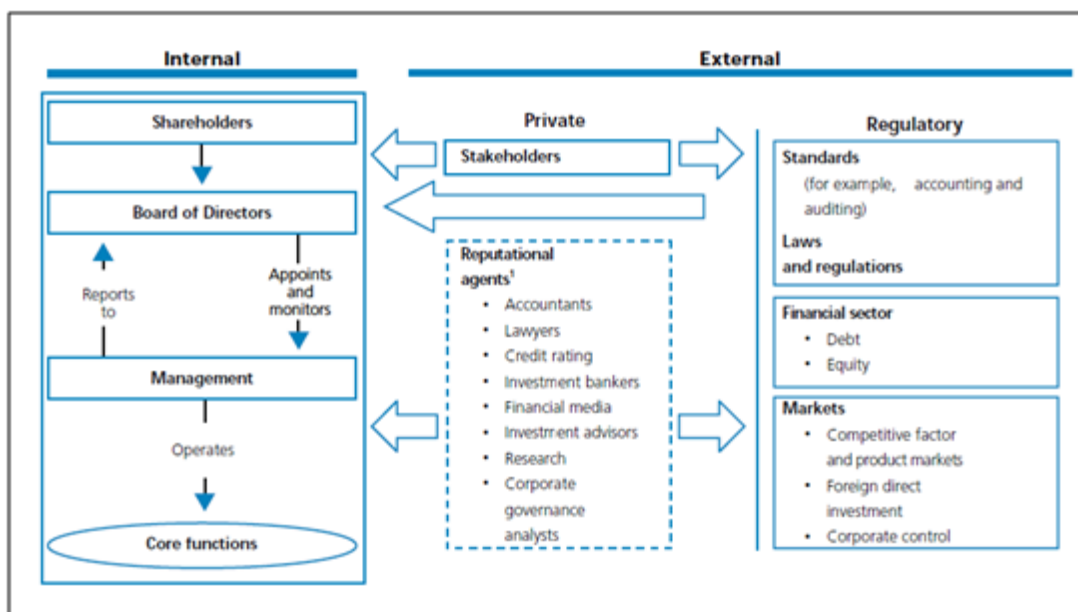 Internal
External
Shareholders
Board of Directors
Reports
to
Appoints
and
monitors
Management
Operates
Core functions
Private
Stakeholders
Reputational
agents¹
• Accountants
• Lawyers
• Credit rating
• Investment bankers
• Financial media
• Investment advisors
• Research
• Corporate
governance
analysts
Regulatory
Standards
(for example, accounting and
auditing)
Laws
and regulations
Financial sector
• Debt
• Equity
Markets
• Competitive factor
and product markets
• Foreign direct
investment
• Corporate control